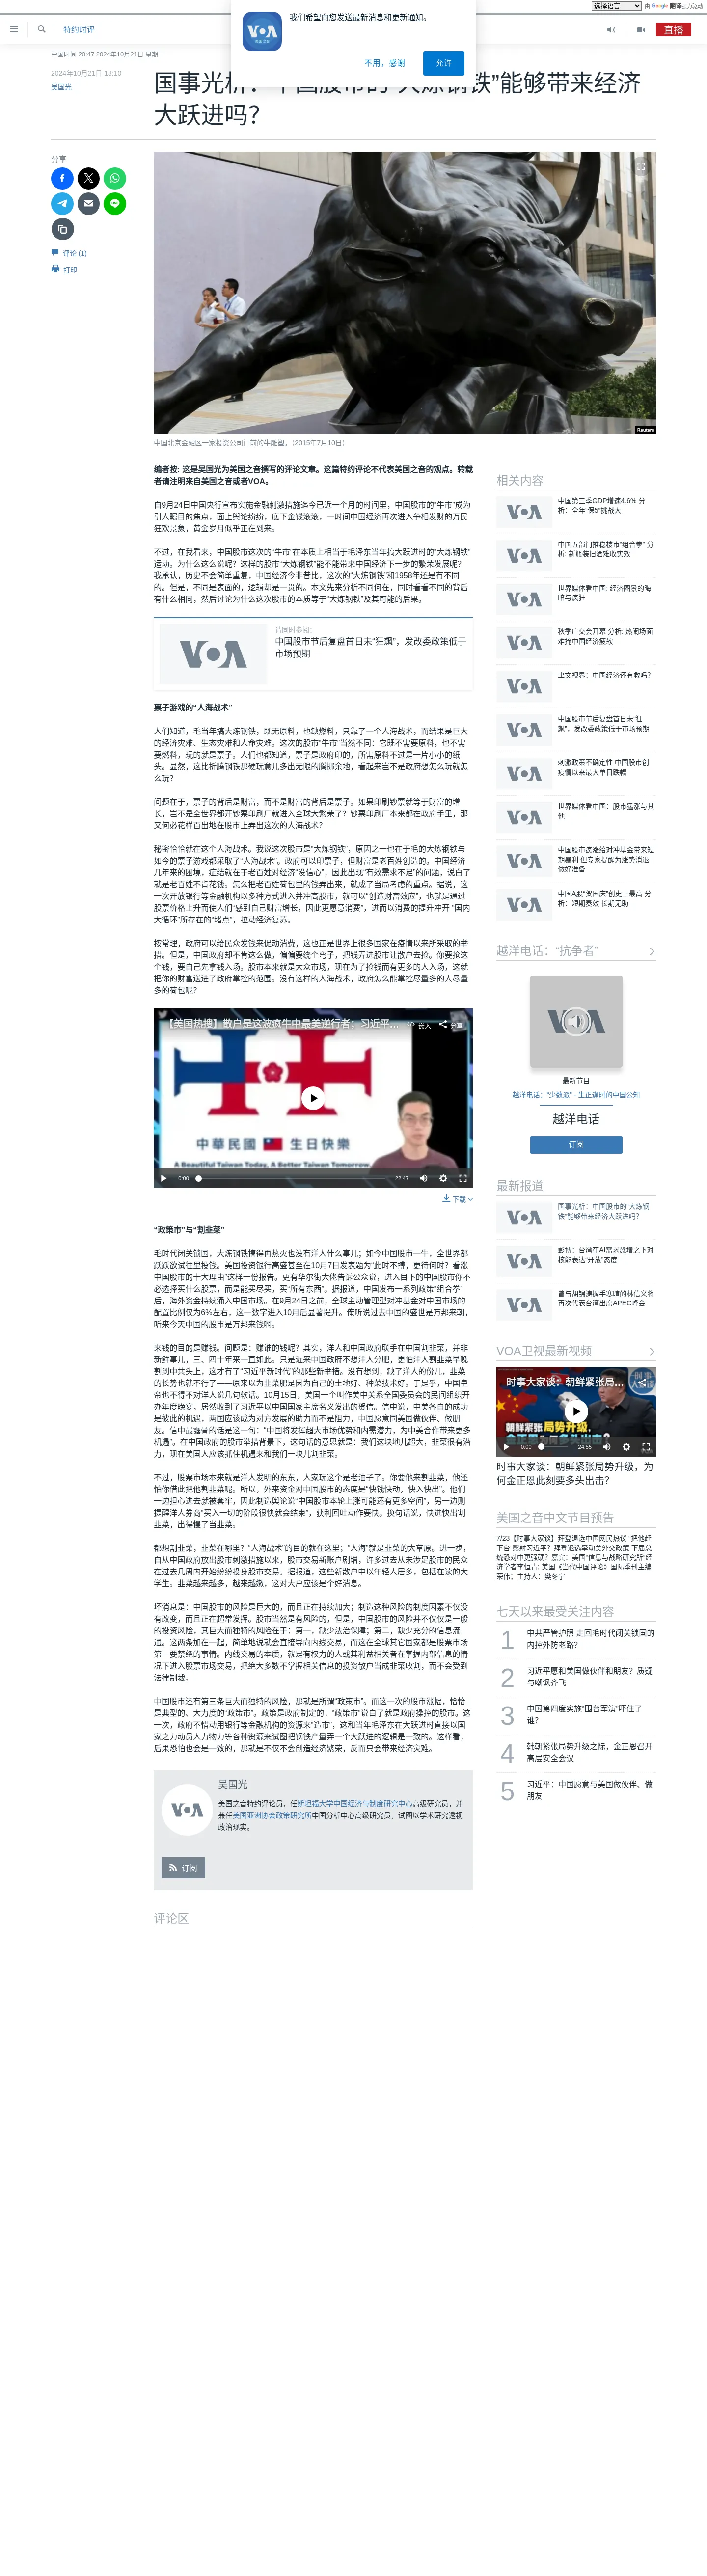 选择语言 由 Google 翻译强力驱动
我们希望向您发送最新消息和更新通知。
不用，感谢
允许
特约时评
直播
中国时间 20:47 2024年10月21日 星期一
2024年10月21日 18:10
吴国光
大跃进吗？
分享
评论 (1)
打印
Reuters
中国北京金融区一家投资公司门前的牛雕塑。（2015年7月10日）
编者按: 这是吴国光为美国之音撰写的评论文章。这篇特约评论不代表美国之音的观点。转载
者请注明来自美国之音或者VOA。
自9月24日中国央行宣布实施金融刺激措施迄今已近一个月的时间里，中国股市的“牛市”成为
引人瞩目的焦点，面上舆论纷纷，底下金钱滚滚，一时间中国经济再次进入争相发财的万民
狂欢景象，黄金岁月似乎正在到来。
不过，在我看来，中国股市这次的“牛市”在本质上相当于毛泽东当年搞大跃进时的“大炼钢铁”
运动。为什么这么说呢？这样的股市“大炼钢铁”能不能带来中国经济下一步的繁荣发展呢？
我承认，历史不会简单重复，中国经济今非昔比，这次的“大炼钢铁”和1958年还是有不同
的。但是，不同是表面的，逻辑却是一贯的。本文先来分析不同何在，同时看看不同的背后
有什么相同，然后讨论为什么这次股市的本质等于“大炼钢铁”及其可能的后果。
请同时参阅：
中国股市节后复盘首日未“狂飙”，发改委政策低于
市场预期
票子游戏的“人海战术”
人们知道，毛当年搞大炼钢铁，既无原料，也缺燃料，只靠了一个人海战术，而结果是巨大
的经济灾难、生态灾难和人命灾难。这次的股市“牛市”当然不同：它既不需要原料，也不需
要燃料，玩的就是票子。人们也都知道，票子是政府印的，所需原料不过是一片小小的纸
头。显然，这比折腾钢铁那硬玩意儿多出无限的腾挪余地，看起来岂不是政府想怎么玩就怎
么玩？
问题在于，票子的背后是财富，而不是财富的背后是票子。如果印刷钞票就等于财富的增
长，岂不是全世界都开钞票印刷厂就进入全球大繁荣了？钞票印刷厂本来都在政府手里，那
又何必花样百出地在股市上弄出这次的人海战术？
秘密恰恰就在这个人海战术。我说这次股市是“大炼钢铁”，原因之一也在于毛的大炼钢铁与
如今的票子游戏都采取了“人海战术”。政府可以印票子，但财富是老百姓创造的。中国经济
几年来的困境，症结就在于老百姓对经济“没信心”，因此出现“有效需求不足”的问题，说白了
就是老百姓不肯花钱。怎么把老百姓荷包里的钱弄出来，就成了当局考虑的重点。据说，这
一次开放银行等金融机构以多种方式进入并冲高股市，就可以“创造财富效应”，也就是通过
股票价格上升而使人们“感到自己财富增长，因此更愿意消费”，进而以消费的提升冲开 “国内
大循环”所存在的“堵点”，拉动经济复苏。
按常理，政府可以给民众发钱来促动消费，这也正是世界上很多国家在疫情以来所采取的举
措。但是，中国政府却不肯这么做，偏偏要绕个弯子，把钱弄进股市让散户去抢。你要抢这
个钱，要自己先拿钱入场。股市本来就是大众市场，现在为了抢钱而有更多的人入场，这就
把你的财富送进了政府掌控的范围。没有这样的人海战术，政府怎么能掌控尽量多的人尽量
多的荷包呢？
【美国热搜】散户是这波疯牛中最美逆行者；习近平… 嵌入 分享
中華民國 生日快樂
A Beautiful Taiwan Today, A Better Taiwan Tomorrow.
0:00 22:47
下载
“政策市”与“割韭菜”
毛时代闭关锁国，大炼钢铁搞得再热火也没有洋人什么事儿；如今中国股市一牛，全世界都
跃跃欲试往里投钱。美国投资银行高盛甚至在10月7日发表题为“此时不搏，更待何时？看涨
中国股市的十大理由”这样一份报告。更有华尔街大佬告诉公众说，进入目下的中国股市你不
必选择买什么股票，而是能买尽买，买“所有东西”。据报道，中国发布一系列政策“组合拳”
后，海外资金持续涌入中国市场。在9月24日之前，全球主动管理型对冲基金对中国市场的
配置比例仅为6%左右，这一数字进入10月后显著提升。俺听说过去中国的盛世是万邦来朝，
听来今天中国的股市是万邦来钱啊。
来钱的目的是赚钱。问题是：赚谁的钱呢？其实，洋人和中国政府联手在中国割韭菜，并非
新鲜事儿，三、四十年来一直如此。只是近来中国政府不想洋人分肥，更怕洋人割韭菜早晚
割到中共头上，这才有了“习近平新时代”的那些新举措。没有想到，缺了洋人的份儿，韭菜
的长势也就不行了——原来以为韭菜肥是因为自己的土地好，种菜技术好。于是乎，中国皇
帝也不得不对洋人说几句软话。10月15日，美国一个叫作美中关系全国委员会的民间组织开
办年度晚宴，居然收到了习近平以中国国家主席名义发出的贺信。信中说，中美各自的成功
是彼此的机遇，两国应该成为对方发展的助力而不是阻力，中国愿意同美国做伙伴、做朋
友。信中最露骨的话是这一句：“中国将发挥超大市场优势和内需潜力，为中美合作带来更多
机遇”。在中国政府的股市举措背景下，这句话的意思就是：我们这块地儿超大，韭菜很有潜
力，现在美国人应该抓住机遇来和我们一块儿割韭菜。
不过，股票市场本来就是洋人发明的东东，人家玩这个是老油子了。你要他来割韭菜，他还
怕你借此把他割韭菜呢。所以，外来资金对中国股市的态度是“快钱快动，快入快出”。他们
一边担心进去就被套牢，因此制造舆论说“中国股市本轮上涨可能还有更多空间”，另一边则
提醒洋人券商“买入一切的阶段很快就会结束”，获利回吐动作要快。换句话说，快进快出割
韭菜，出得慢了当韭菜。
都想割韭菜，韭菜在哪里？“人海战术”的目的就在这里；“人海”就是韭菜的大草原。进一步，
自从中国政府放出股市刺激措施以来，股市交易新账户剧增，许多过去从未涉足股市的民众
在过去几周内开始纷纷投身股市交易。据报道，这些新散户中以年轻人居多，包括在读的大
学生。韭菜越来越多，越来越嫩，这对大户应该是个好消息。
坏消息是：中国股市的风险是巨大的，而且正在持续加大；制造这种风险的制度因素不仅没
有改变，而且正在超常发挥。股市当然是有风险的，但是，中国股市的风险并不仅仅是一般
的投资风险，其巨大而独特的风险在于：第一，缺少法治保障；第二，缺少充分的信息流
通。这两条加在一起，简单地说就会直接导向内线交易，而这在全球其它国家都是股票市场
第一要禁绝的事情。内线交易的本质，就是有权力的人或其利益相关者在掌握内部信息的情
况下进入股票市场交易，把绝大多数不掌握相关信息的投资散户当成韭菜收割，而不会受到
法律制裁。
中国股市还有第三条巨大而独特的风险，那就是所谓“政策市”。而这一次的股市涨幅，恰恰
是典型的、大力度的“政策市”。政策是政府制定的；“政策市”说白了就是政府操控的股市。这
一次，政府不惜动用银行等金融机构的资源来“造市”，这和当年毛泽东在大跃进时直接以国
家之力动员人力物力等各种资源来试图把钢铁产量弄一个大跃进的逻辑是一致的。这样看，
后果恐怕也会是一致的，那就是不仅不会创造经济繁荣，反而只会带来经济灾难。
吴国光
美国之音特约评论员，任斯坦福大学中国经济与制度研究中心高级研究员，并
兼任美国亚洲协会政策研究所中国分析中心高级研究员，试图以学术研究透视
政治现实。
订阅
评论区
相关内容
中国第三季GDP增速4.6% 分
析：全年“保5”挑战大
中国五部门推稳楼市“组合拳” 分
析: 新瓶装旧酒难收实效
世界媒体看中国: 经济图景的晦
暗与疯狂
秋季广交会开幕 分析: 热闹场面
难掩中国经济疲软
聿文视界：中国经济还有救吗？
中国股市节后复盘首日未“狂
飙”，发改委政策低于市场预期
刺激政策不确定性 中国股市创
疫情以来最大单日跌幅
世界媒体看中国：股市猛涨与其
他
中国股市疯涨给对冲基金带来短
期暴利 但专家提醒为涨势消退
做好准备
中国A股“贺国庆”创史上最高 分
析：短期奏效 长期无助
越洋电话：“抗争者”
最新节目
越洋电话：“少数派” - 生正逢时的中国公知
越洋电话
订阅
最新报道
国事光析：中国股市的“大炼钢
铁”能够带来经济大跃进吗？
彭博：台湾在AI需求激增之下对
核能表达“开放”态度
曾与胡锦涛握手寒暄的林信义将
再次代表台湾出席APEC峰会
VOA卫视最新视频
时事大家谈：朝鲜紧张局…
0:00 24:55
时事大家谈：朝鲜紧张局势升级，为
何金正恩此刻要多头出击？
美国之音中文节目预告
7/23【时事大家谈】拜登退选中国网民热议 “把他赶
下台”影射习近平？拜登退选牵动美外交政策 下届总
统恐对中更强硬？嘉宾：美国“信息与战略研究所”经
济学者李恒青; 美国《当代中国评论》国际季刊主编
荣伟；主持人：樊冬宁
七天以来最受关注内容
1 中共严管护照 走回毛时代闭关锁国的
内控外防老路？
2 习近平愿和美国做伙伴和朋友？质疑
与嘲讽齐飞
3 中国第四度实施“围台军演”吓住了
谁？
4 韩朝紧张局势升级之际，金正恩召开
高层安全会议
5 习近平：中国愿意与美国做伙伴、做
朋友